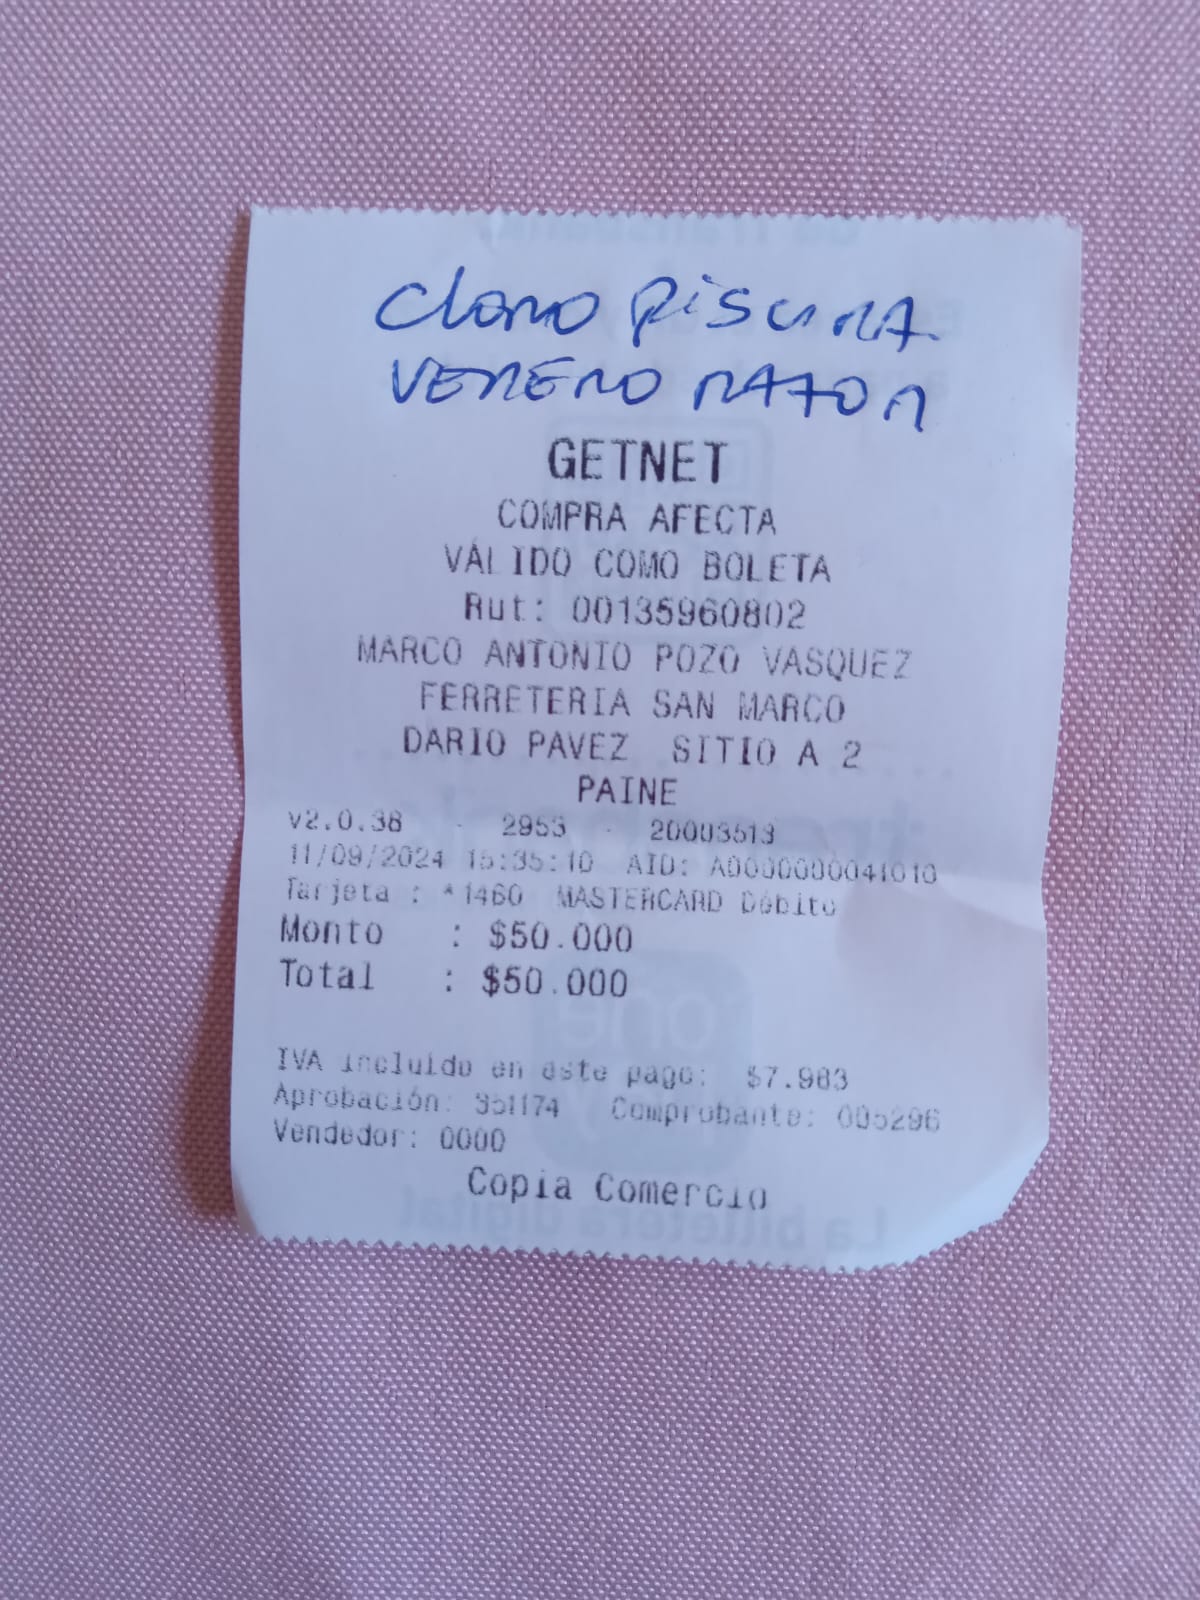 Cloro Piscina
VENENO RATON
GETNET
COMPRA AFECTA
VÁLIDO COMO BOLETA
Rut: 00135960802
MARCO ANTONIO POZO VASQUEZ
FERRETERIA SAN MARCO
DARIO PAVEZ SITIO A 2
PAINE
v2.0.38 - 2953 - 20003513
11/09/2024 15:35:10 AID: A0000000041010
Tarjeta : *1460 MASTERCARD Débito
Monto : $50.000
Total : $50.000
IVA incluido en este pago: $7.983
Aprobación: 351174 Comprobante: 005296
Vendedor: 0000
Copia Comercio